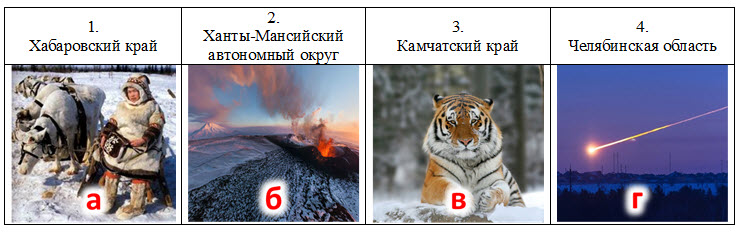 1.
Хабаровский край
2.
Ханты-Мансийский
автономный округ
3.
Камчатский край
4.
Челябинская область
а
б
в
г